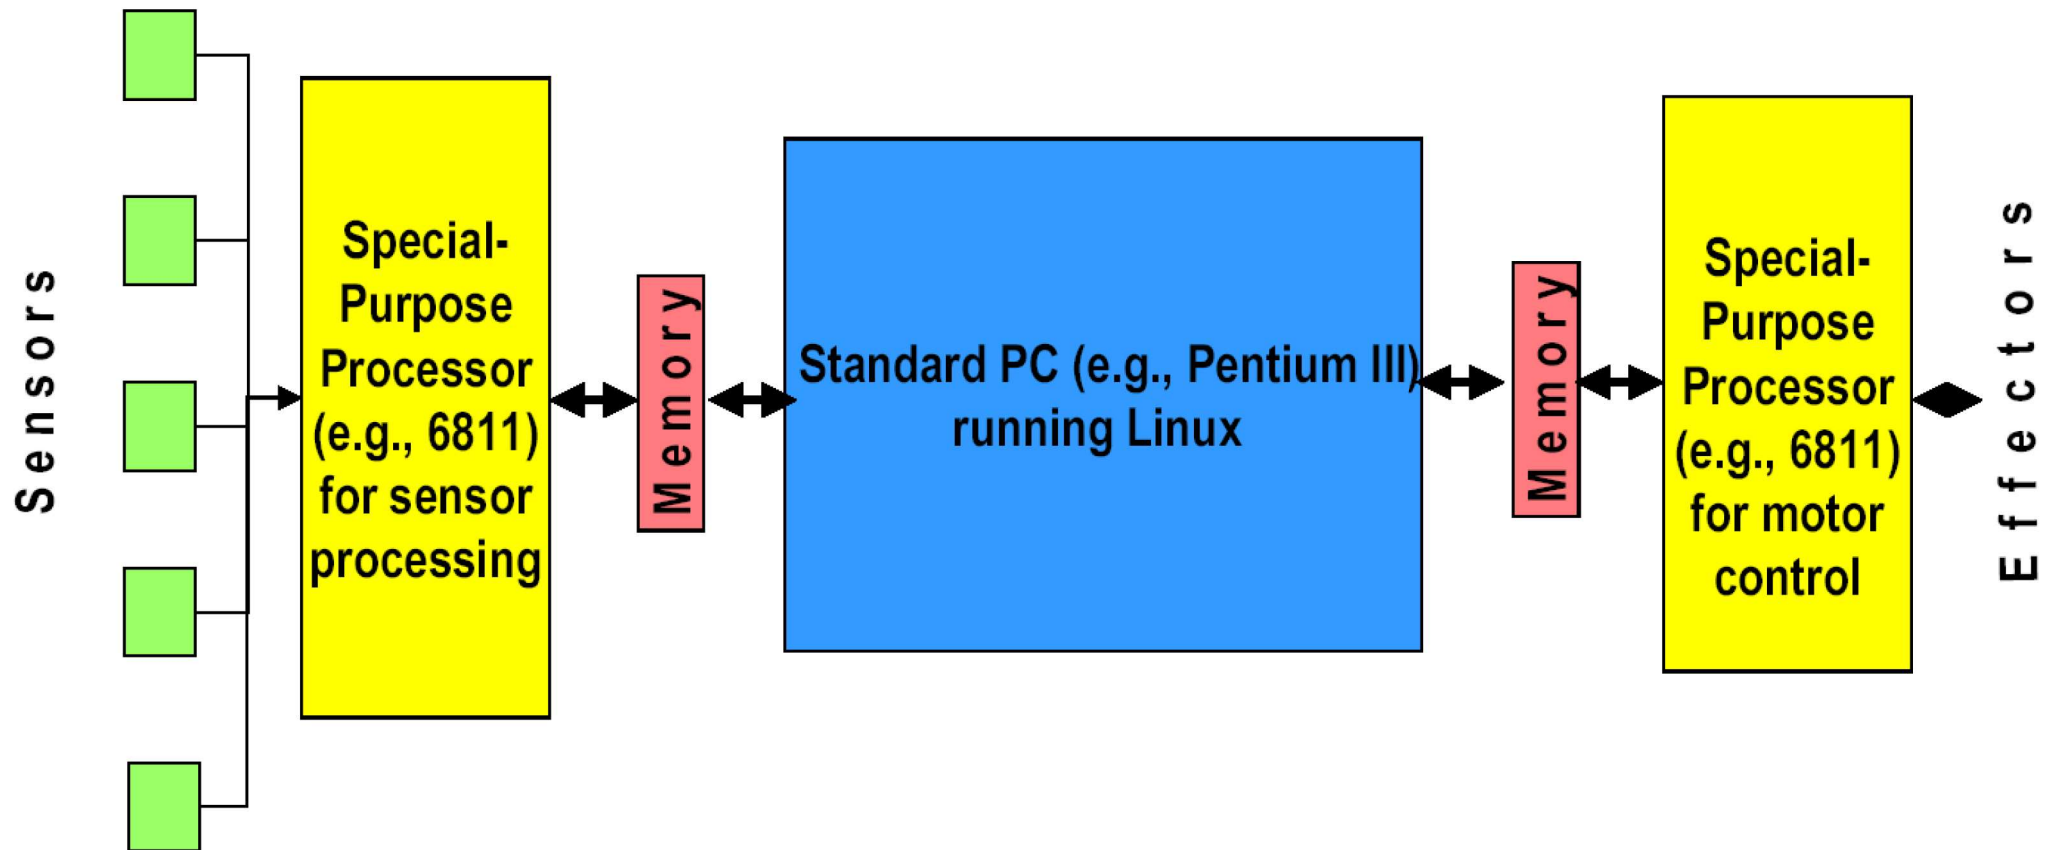 Sensors
Special-
Purpose
Processor
(e.g., 6811)
for sensor
processing
Memory
Standard PC (e.g., Pentium III)
running Linux
Memory
Special-
Purpose
Processor
(e.g., 6811)
for motor
control
Effectors